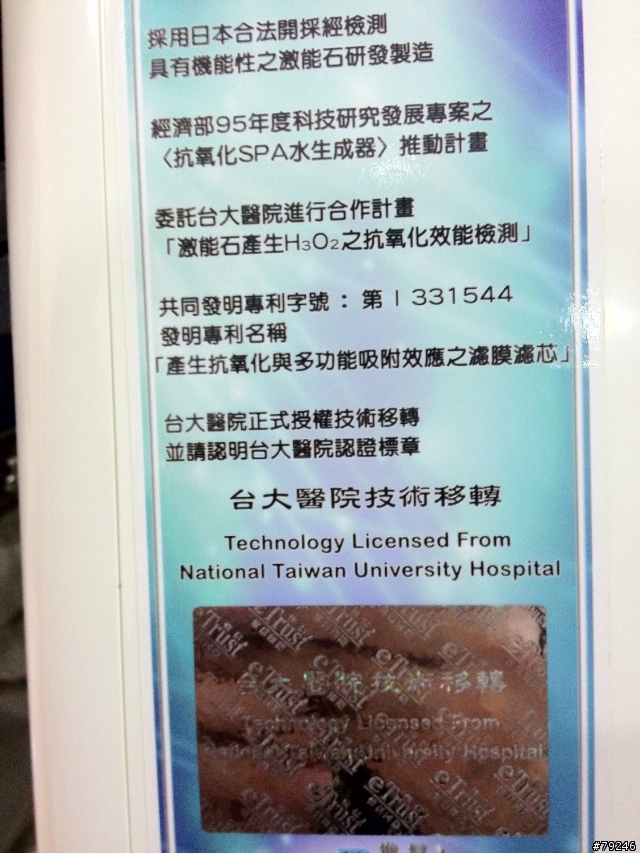 採用日本合法開採經檢測
具有機能性之激能石研發製造
經濟部95年度科技研究發展專案之
〈抗氧化SPA水生成器〉推動計畫
委託台大醫院進行合作計畫
「激能石產生H₃O₂之抗氧化效能檢測」
共同發明專利字號：第 I 331544
發明專利名稱
「產生抗氧化與多功能吸附效應之濾膜濾芯」
台大醫院正式授權技術移轉
並請認明台大醫院認證標章
台大醫院技術移轉
Technology Licensed From
National Taiwan University Hospital
eTrust
台大醫院技術移轉
Technology Licensed From
National Taiwan University Hospital
#79246